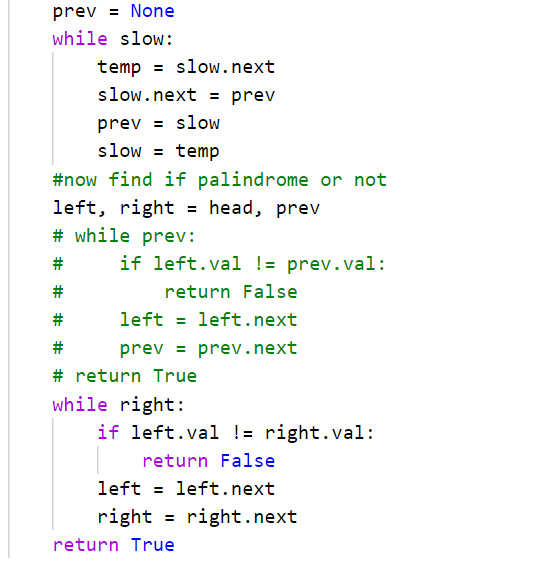 prev = None
while slow:
    temp = slow.next
    slow.next = prev
    prev = slow
    slow = temp
#now find if palindrome or not
left, right = head, prev
# while prev:
#     if left.val != prev.val:
#         return False
#     left = left.next
#     prev = prev.next
# return True
while right:
    if left.val != right.val:
        return False
    left = left.next
    right = right.next
return True